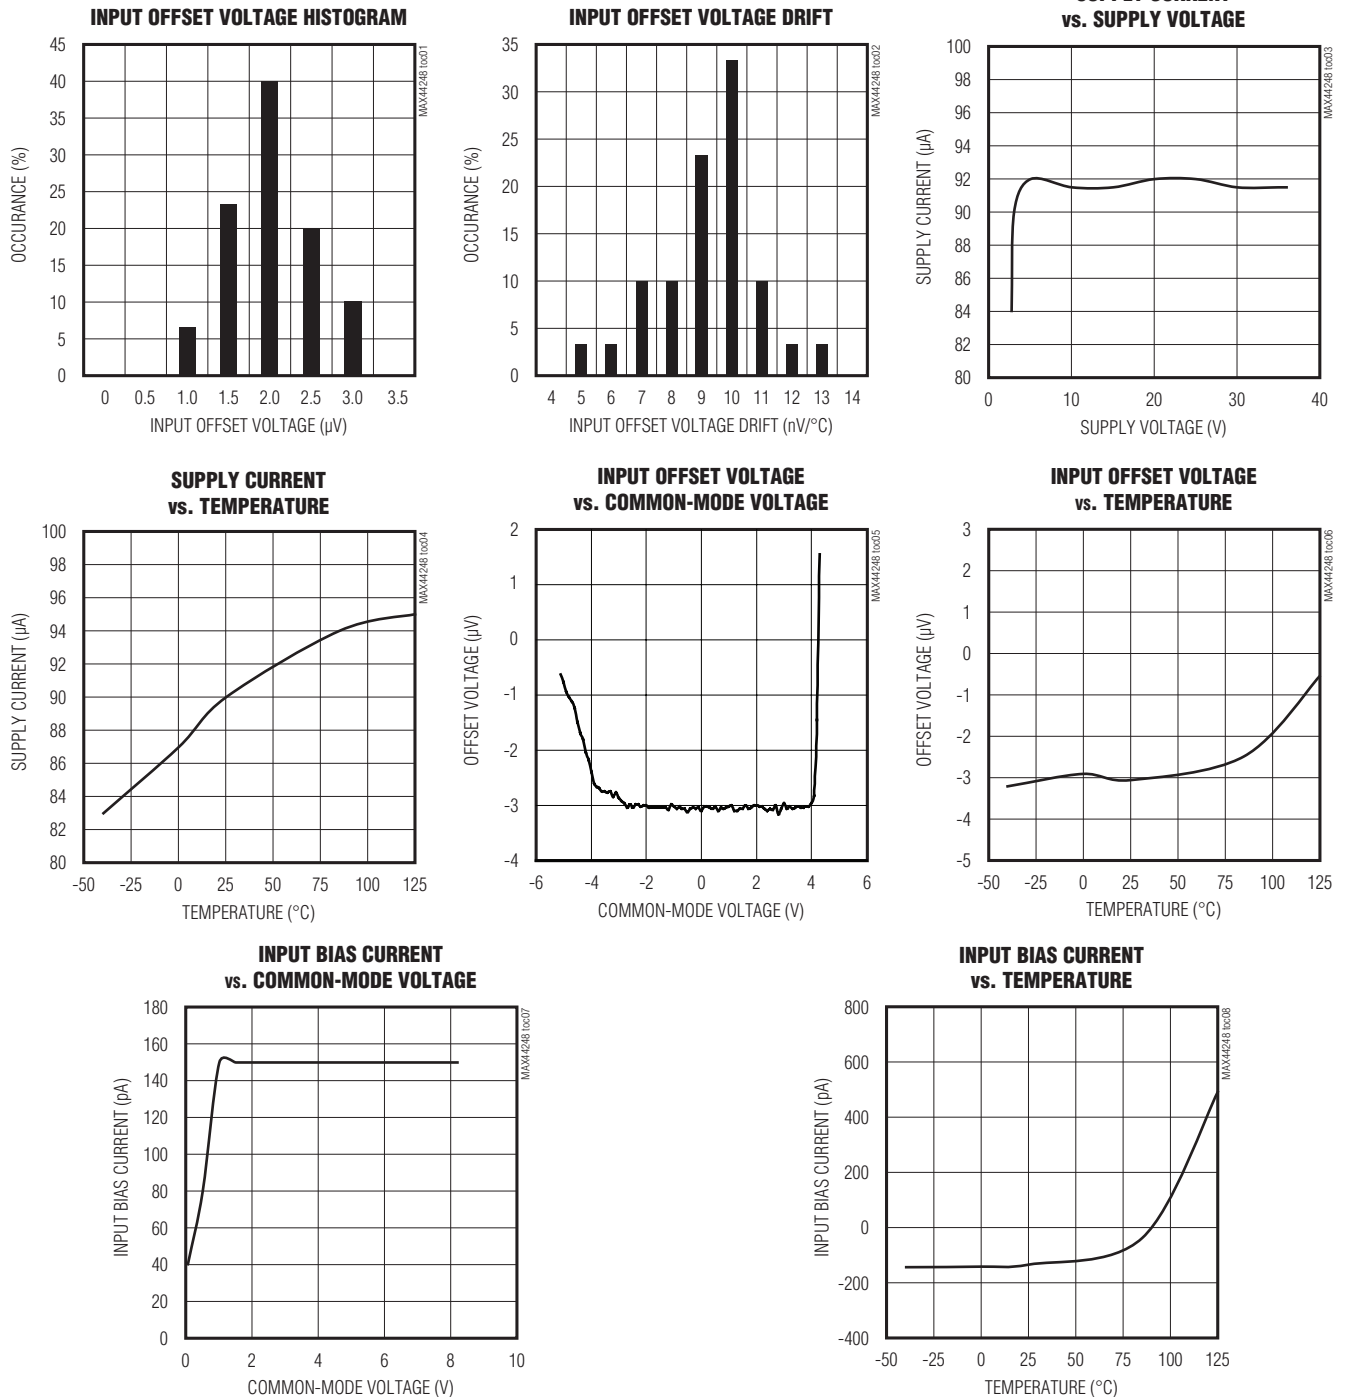 INPUT OFFSET VOLTAGE HISTOGRAM
45
40
35
30
25
20
15
10
5
0
OCCURANCE (%)
0 0.5 1.0 1.5 2.0 2.5 3.0 3.5
INPUT OFFSET VOLTAGE (µV)
MAX44248 toc01
INPUT OFFSET VOLTAGE DRIFT
35
30
25
20
15
10
5
0
OCCURANCE (%)
4 5 6 7 8 9 10 11 12 13 14
INPUT OFFSET VOLTAGE DRIFT (nV/°C)
MAX44248 toc02
SUPPLY CURRENT
vs. SUPPLY VOLTAGE
100
98
96
94
92
90
88
86
84
82
80
SUPPLY CURRENT (µA)
0 10 20 30 40
SUPPLY VOLTAGE (V)
MAX44248 toc03
SUPPLY CURRENT
vs. TEMPERATURE
100
98
96
94
92
90
88
86
84
82
80
SUPPLY CURRENT (µA)
-50 -25 0 25 50 75 100 125
TEMPERATURE (°C)
MAX44248 toc04
INPUT OFFSET VOLTAGE
vs. COMMON-MODE VOLTAGE
2
1
0
-1
-2
-3
-4
OFFSET VOLTAGE (µV)
-6 -4 -2 0 2 4 6
COMMON-MODE VOLTAGE (V)
MAX44248 toc05
INPUT OFFSET VOLTAGE
vs. TEMPERATURE
3
2
1
0
-1
-2
-3
-4
-5
OFFSET VOLTAGE (µV)
-50 -25 0 25 50 75 100 125
TEMPERATURE (°C)
MAX44248 toc06
INPUT BIAS CURRENT
vs. COMMON-MODE VOLTAGE
180
160
140
120
100
80
60
40
20
0
INPUT BIAS CURRENT (pA)
0 2 4 6 8 10
COMMON-MODE VOLTAGE (V)
MAX44248 toc07
INPUT BIAS CURRENT
vs. TEMPERATURE
800
600
400
200
0
-200
-400
INPUT BIAS CURRENT (pA)
-50 -25 0 25 50 75 100 125
TEMPERATURE (°C)
MAX44248 toc08